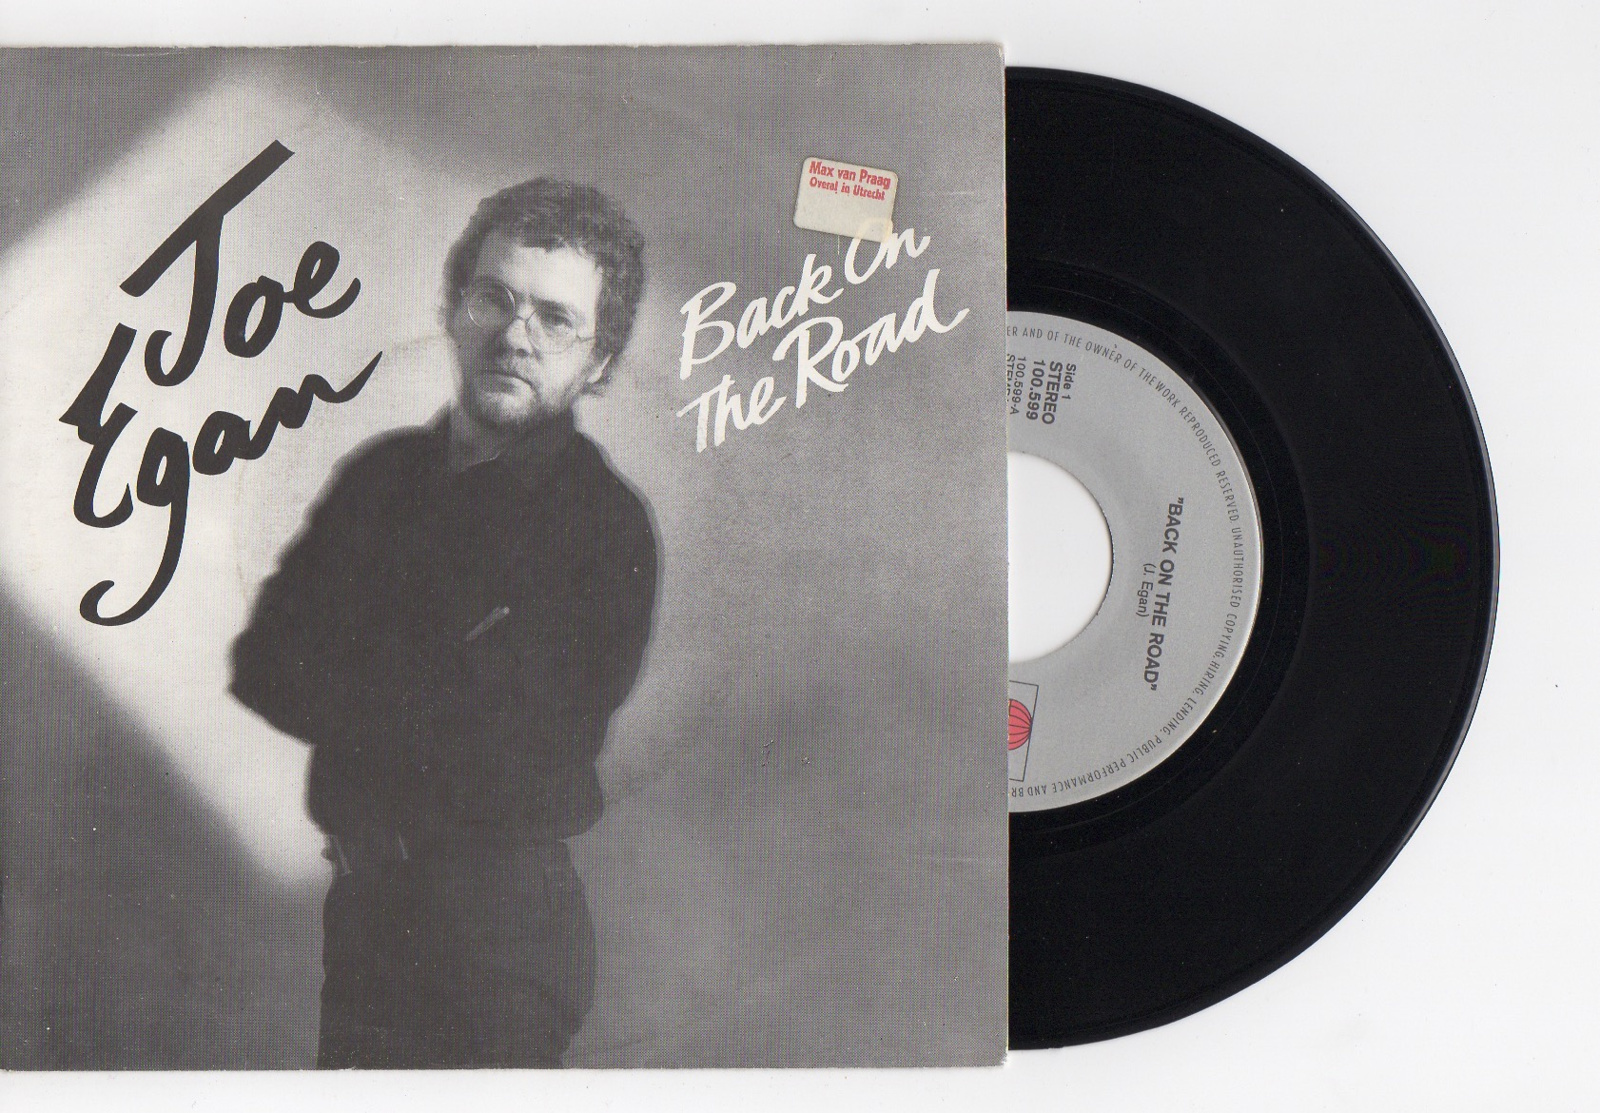 Joe
Egan
Max van Praag
Overal in Utrecht
Back On
The Road
ER AND OF THE OWNER OF THE WORK REPRODUCED RESERVED. UNAUTHORISED COPYING, HIRING, LENDING, PUBLIC PERFORMANCE AND BR
Side 1
STEREO
100.599
100.599-A
"BACK ON THE ROAD"
(J. Egan)